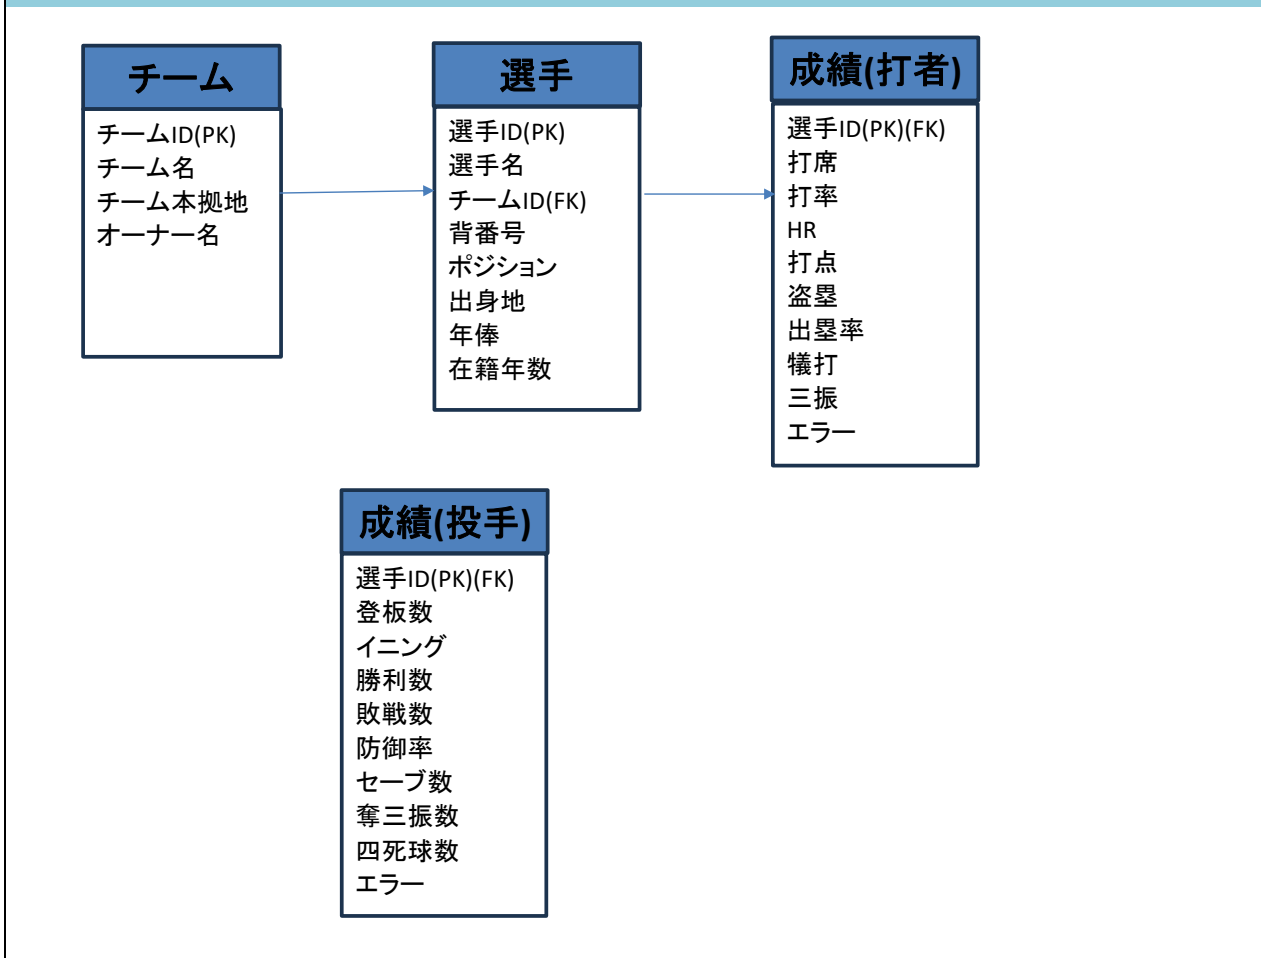 チーム
チームID(PK)
チーム名
チーム本拠地
オーナー名
選手
選手ID(PK)
選手名
チームID(FK)
背番号
ポジション
出身地
年俸
在籍年数
成績(打者)
選手ID(PK)(FK)
打席
打率
HR
打点
盗塁
出塁率
犠打
三振
エラー
成績(投手)
選手ID(PK)(FK)
登板数
イニング
勝利数
敗戦数
防御率
セーブ数
奪三振数
四死球数
エラー